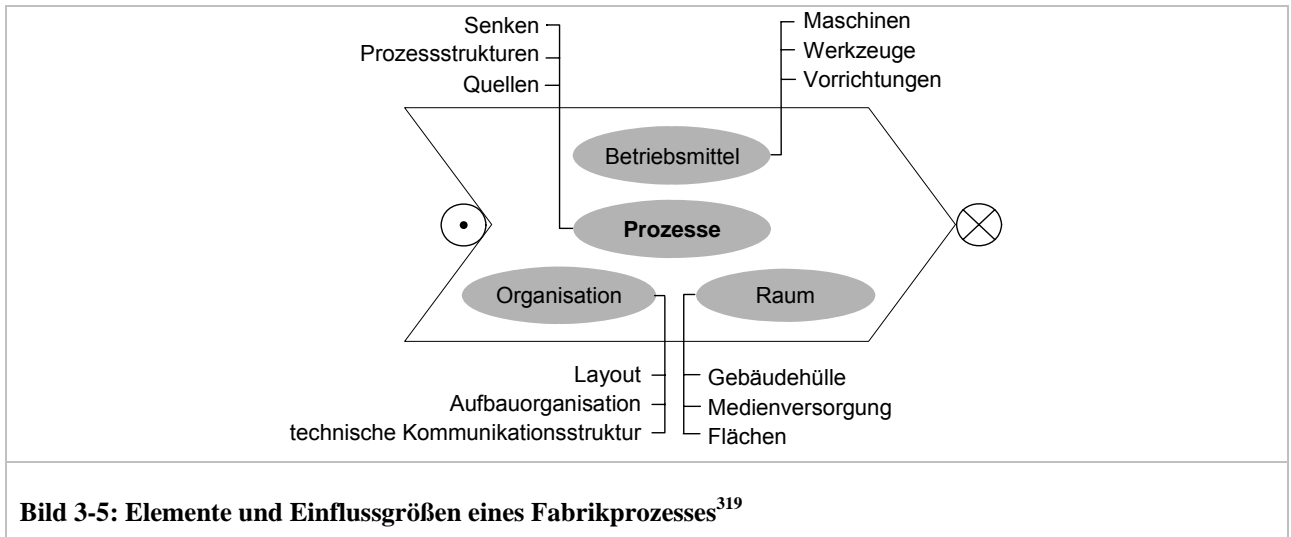 Senken
Prozessstrukturen
Quellen
Maschinen
Werkzeuge
Vorrichtungen
Betriebsmittel
Prozesse
Organisation
Raum
Layout
Aufbauorganisation
technische Kommunikationsstruktur
Gebäudehülle
Medienversorgung
Flächen
Bild 3-5: Elemente und Einflussgrößen eines Fabrikprozesses319